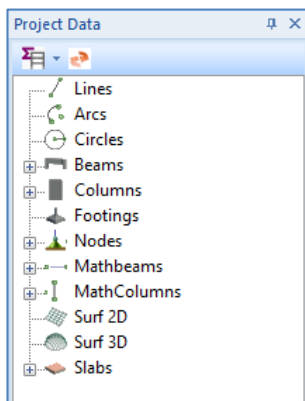 Project Data
Lines
Arcs
Circles
Beams
Columns
Footings
Nodes
Mathbeams
MathColumns
Surf 2D
Surf 3D
Slabs